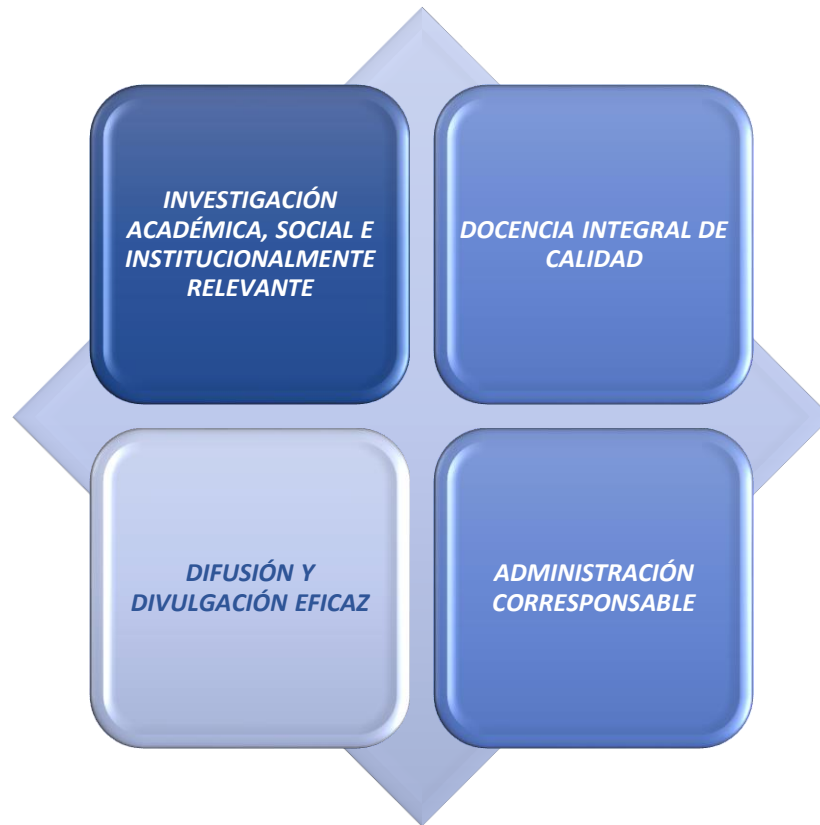 INVESTIGACIÓN
ACADÉMICA, SOCIAL E
INSTITUCIONALMENTE
RELEVANTE
DOCENCIA INTEGRAL DE
CALIDAD
DIFUSIÓN Y
DIVULGACIÓN EFICAZ
ADMINISTRACIÓN
CORRESPONSABLE